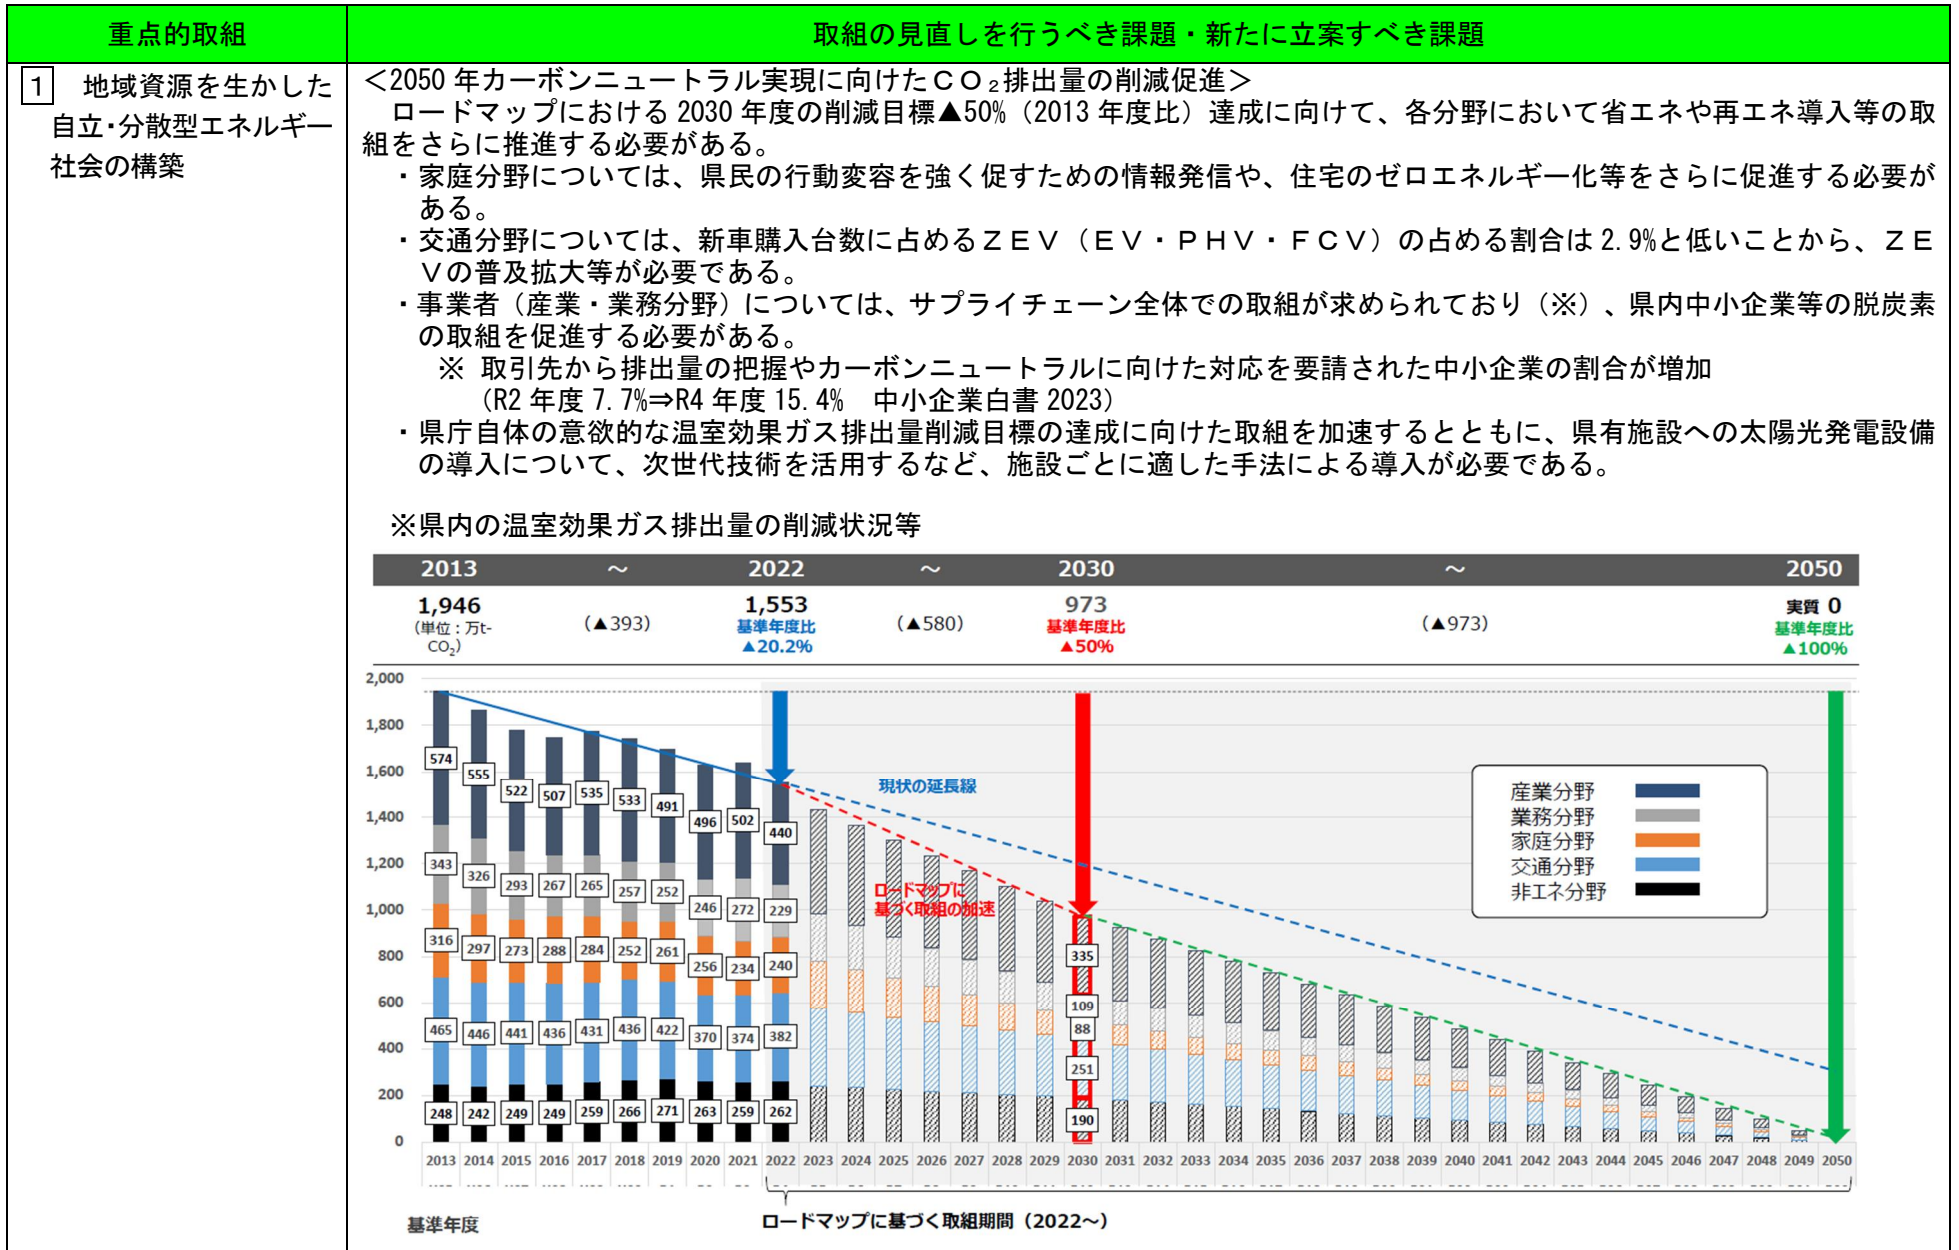 重点的取組
取組の見直しを行うべき課題・新たに立案すべき課題
1　地域資源を生かした
自立・分散型エネルギー
社会の構築
＜2050 年カーボンニュートラル実現に向けたＣＯ₂排出量の削減促進＞
ロードマップにおける 2030 年度の削減目標▲50%（2013 年度比）達成に向けて、各分野において省エネや再エネ導入等の取
組をさらに推進する必要がある。
・家庭分野については、県民の行動変容を強く促すための情報発信や、住宅のゼロエネルギー化等をさらに促進する必要が
ある。
・交通分野については、新車購入台数に占めるＺＥＶ（ＥＶ・ＰＨＶ・ＦＣＶ）の占める割合は 2.9%と低いことから、ＺＥ
Ｖの普及拡大等が必要である。
・事業者（産業・業務分野）については、サプライチェーン全体での取組が求められており（※）、県内中小企業等の脱炭素
の取組を促進する必要がある。
※ 取引先から排出量の把握やカーボンニュートラルに向けた対応を要請された中小企業の割合が増加
（R2 年度 7.7%⇒R4 年度 15.4%　中小企業白書 2023）
・県庁自体の意欲的な温室効果ガス排出量削減目標の達成に向けた取組を加速するとともに、県有施設への太陽光発電設備
の導入について、次世代技術を活用するなど、施設ごとに適した手法による導入が必要である。
※県内の温室効果ガス排出量の削減状況等
2013 ～ 2022 ～ 2030 ～ 2050
1,946 1,553 973 実質 0
（単位：万t-CO₂） （▲393） 基準年度比 （▲580） 基準年度比 （▲973） 基準年度比
▲20.2% ▲50% ▲100%
2,000
1,800
1,600
1,400
1,200
1,000
800
600
400
200
0
574 555 522 507 535 533 491 496 502 440
343 326 293 267 265 257 252 246 272 229
316 297 273 288 284 252 261 256 234 240
465 446 441 436 431 436 422 370 374 382
248 242 249 249 259 266 271 263 259 262
現状の延長線
ロードマップに
基づく取組の加速
335
109
88
251
190
産業分野
業務分野
家庭分野
交通分野
非エネ分野
2013 2014 2015 2016 2017 2018 2019 2020 2021 2022 2023 2024 2025 2026 2027 2028 2029 2030 2031 2032 2033 2034 2035 2036 2037 2038 2039 2040 2041 2042 2043 2044 2045 2046 2047 2048 2049 2050
基準年度
ロードマップに基づく取組期間（2022～）